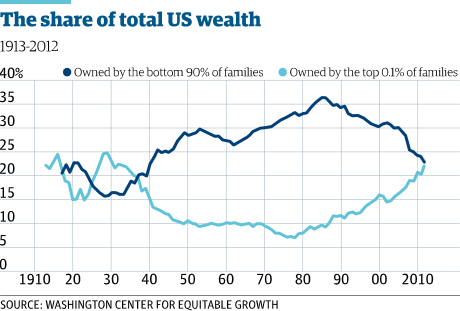 The share of total US wealth
1913-2012
40%
Owned by the bottom 90% of families
Owned by the top 0.1% of families
35
30
25
20
15
10
5
0
1910 20 30 40 50 60 70 80 90 00 2010
SOURCE: WASHINGTON CENTER FOR EQUITABLE GROWTH